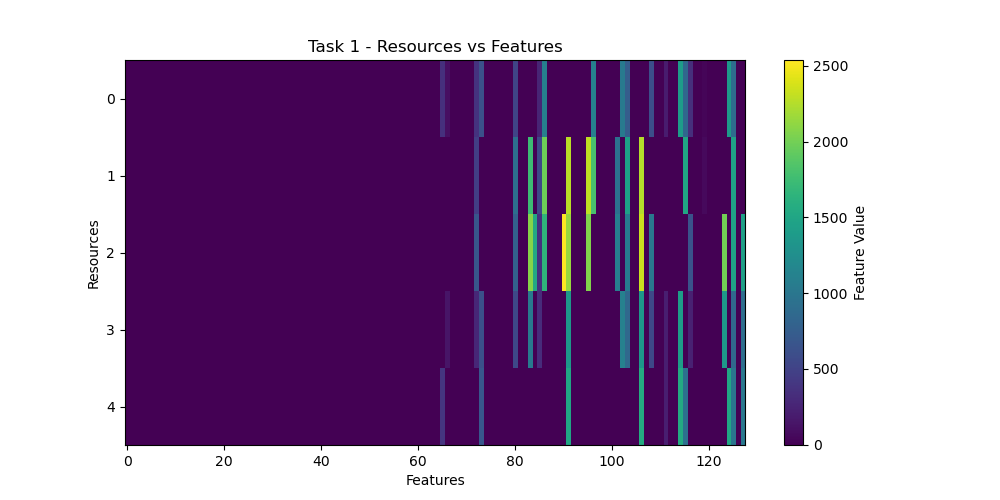 Task 1 - Resources vs Features
Resources
0
1
2
3
4
0 20 40 60 80 100 120
Features
2500
2000
1500
1000
500
0
Feature Value